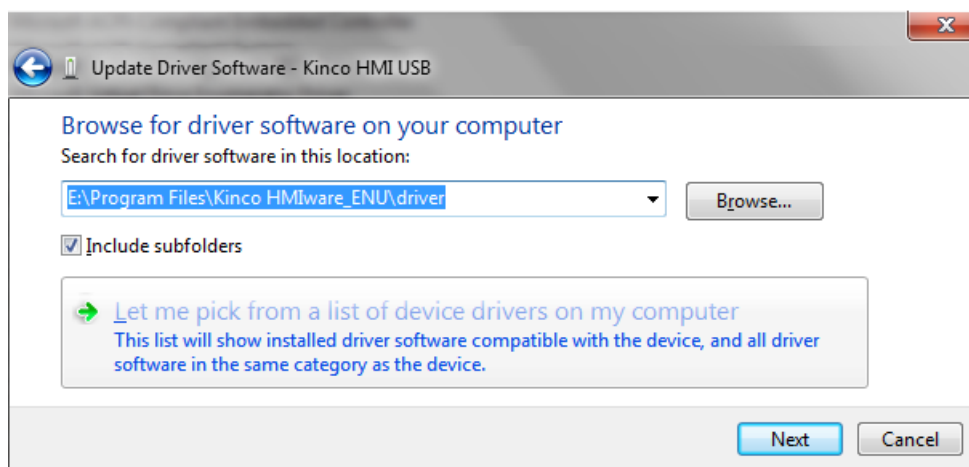 Update Driver Software - Kinco HMI USB
Browse for driver software on your computer
Search for driver software in this location:
E:\Program Files\Kinco HMIware_ENU\driver
Browse...
Include subfolders
Let me pick from a list of device drivers on my computer
This list will show installed driver software compatible with the device, and all driver
software in the same category as the device.
Next
Cancel